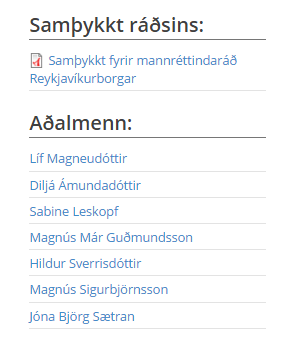 Samþykkt ráðsins:
Samþykkt fyrir mannréttindaráð
Reykjavíkurborgar
Aðalmenn:
Líf Magneudóttir
Diljá Ámundadóttir
Sabine Leskopf
Magnús Már Guðmundsson
Hildur Sverrisdóttir
Magnús Sigurbjörnsson
Jóna Björg Sætran